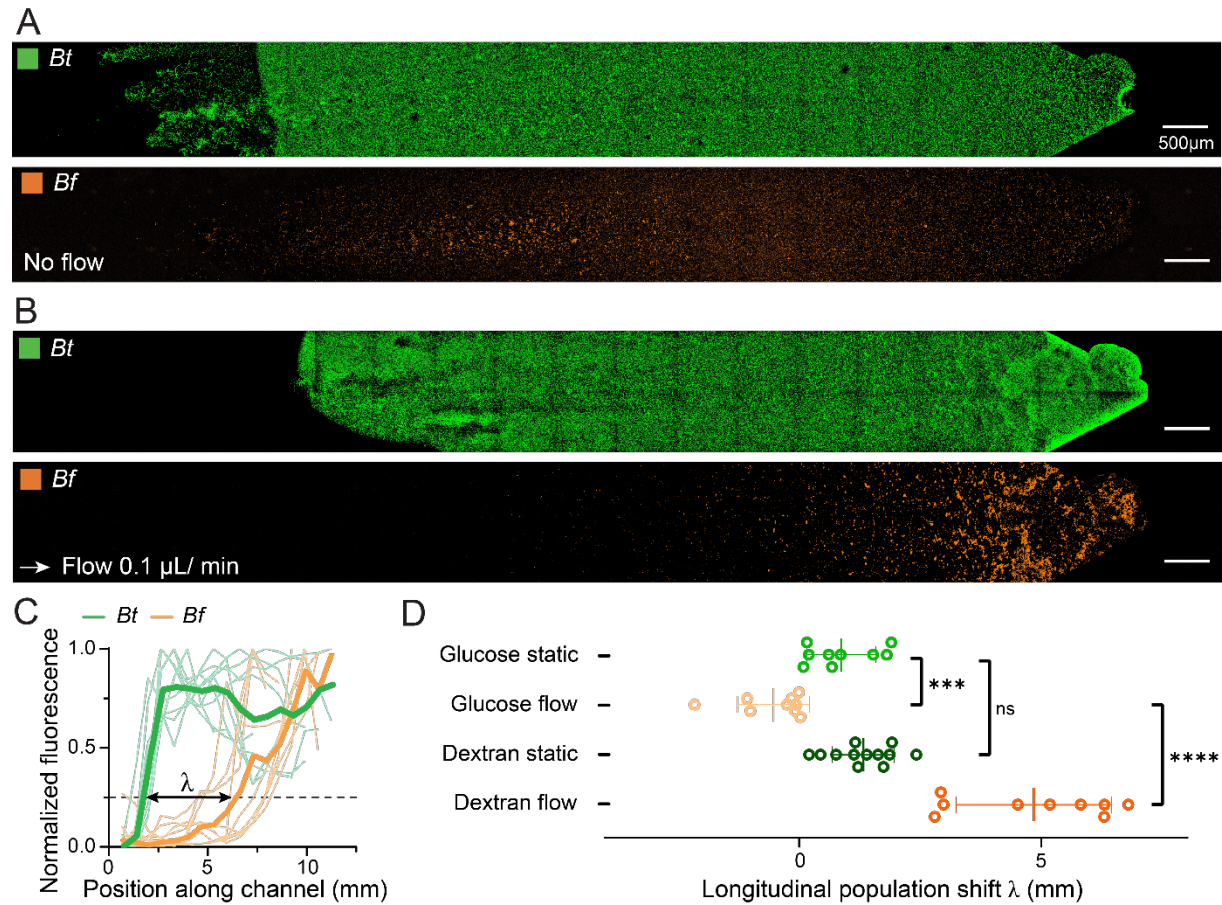 A
Bt
500µm
Bf
No flow
B
Bt
Bf
→ Flow 0.1 µL/ min
C
Bt Bf
Normalized fluorescence
1.0
0.5
0.0
λ
0 5 10
Position along channel (mm)
D
Glucose static
Glucose flow
Dextran static
Dextran flow
***
ns
****
0 5
Longitudinal population shift λ (mm)